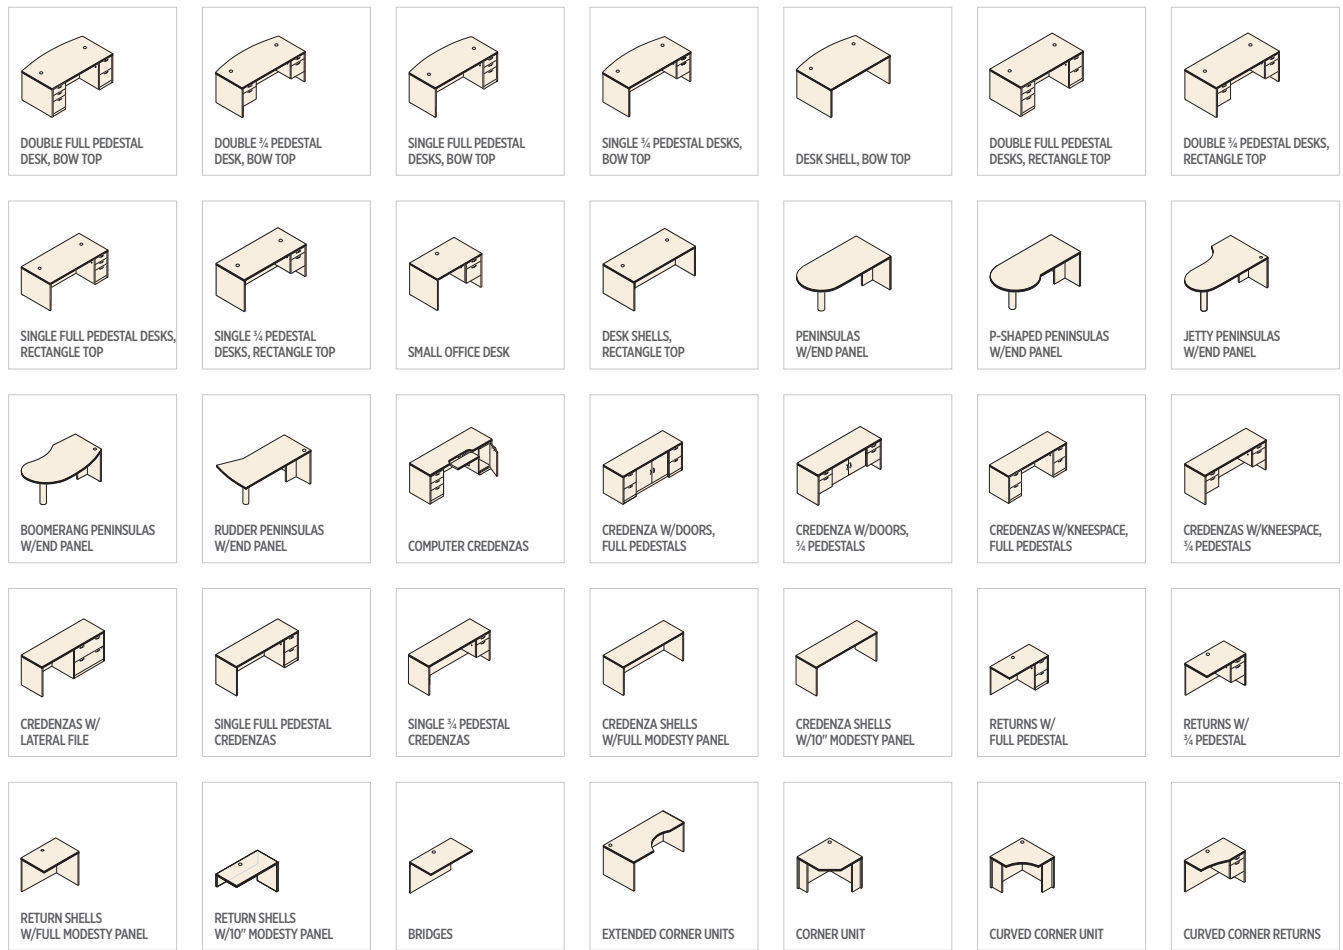 DOUBLE FULL PEDESTAL
DESK, BOW TOP
DOUBLE ¾ PEDESTAL
DESK, BOW TOP
SINGLE FULL PEDESTAL
DESKS, BOW TOP
SINGLE ¾ PEDESTAL DESKS,
BOW TOP
DESK SHELL, BOW TOP
DOUBLE FULL PEDESTAL
DESKS, RECTANGLE TOP
DOUBLE ¾ PEDESTAL DESKS,
RECTANGLE TOP
SINGLE FULL PEDESTAL DESKS,
RECTANGLE TOP
SINGLE ¾ PEDESTAL
DESKS, RECTANGLE TOP
SMALL OFFICE DESK
DESK SHELLS,
RECTANGLE TOP
PENINSULAS
W/END PANEL
P-SHAPED PENINSULAS
W/END PANEL
JETTY PENINSULAS
W/END PANEL
BOOMERANG PENINSULAS
W/END PANEL
RUDDER PENINSULAS
W/END PANEL
COMPUTER CREDENZAS
CREDENZA W/DOORS,
FULL PEDESTALS
CREDENZA W/DOORS,
¾ PEDESTALS
CREDENZAS W/KNEESPACE,
FULL PEDESTALS
CREDENZAS W/KNEESPACE,
¾ PEDESTALS
CREDENZAS W/
LATERAL FILE
SINGLE FULL PEDESTAL
CREDENZAS
SINGLE ¾ PEDESTAL
CREDENZAS
CREDENZA SHELLS
W/FULL MODESTY PANEL
CREDENZA SHELLS
W/10" MODESTY PANEL
RETURNS W/
FULL PEDESTAL
RETURNS W/
¾ PEDESTAL
RETURN SHELLS
W/FULL MODESTY PANEL
RETURN SHELLS
W/10" MODESTY PANEL
BRIDGES
EXTENDED CORNER UNITS
CORNER UNIT
CURVED CORNER UNIT
CURVED CORNER RETURNS